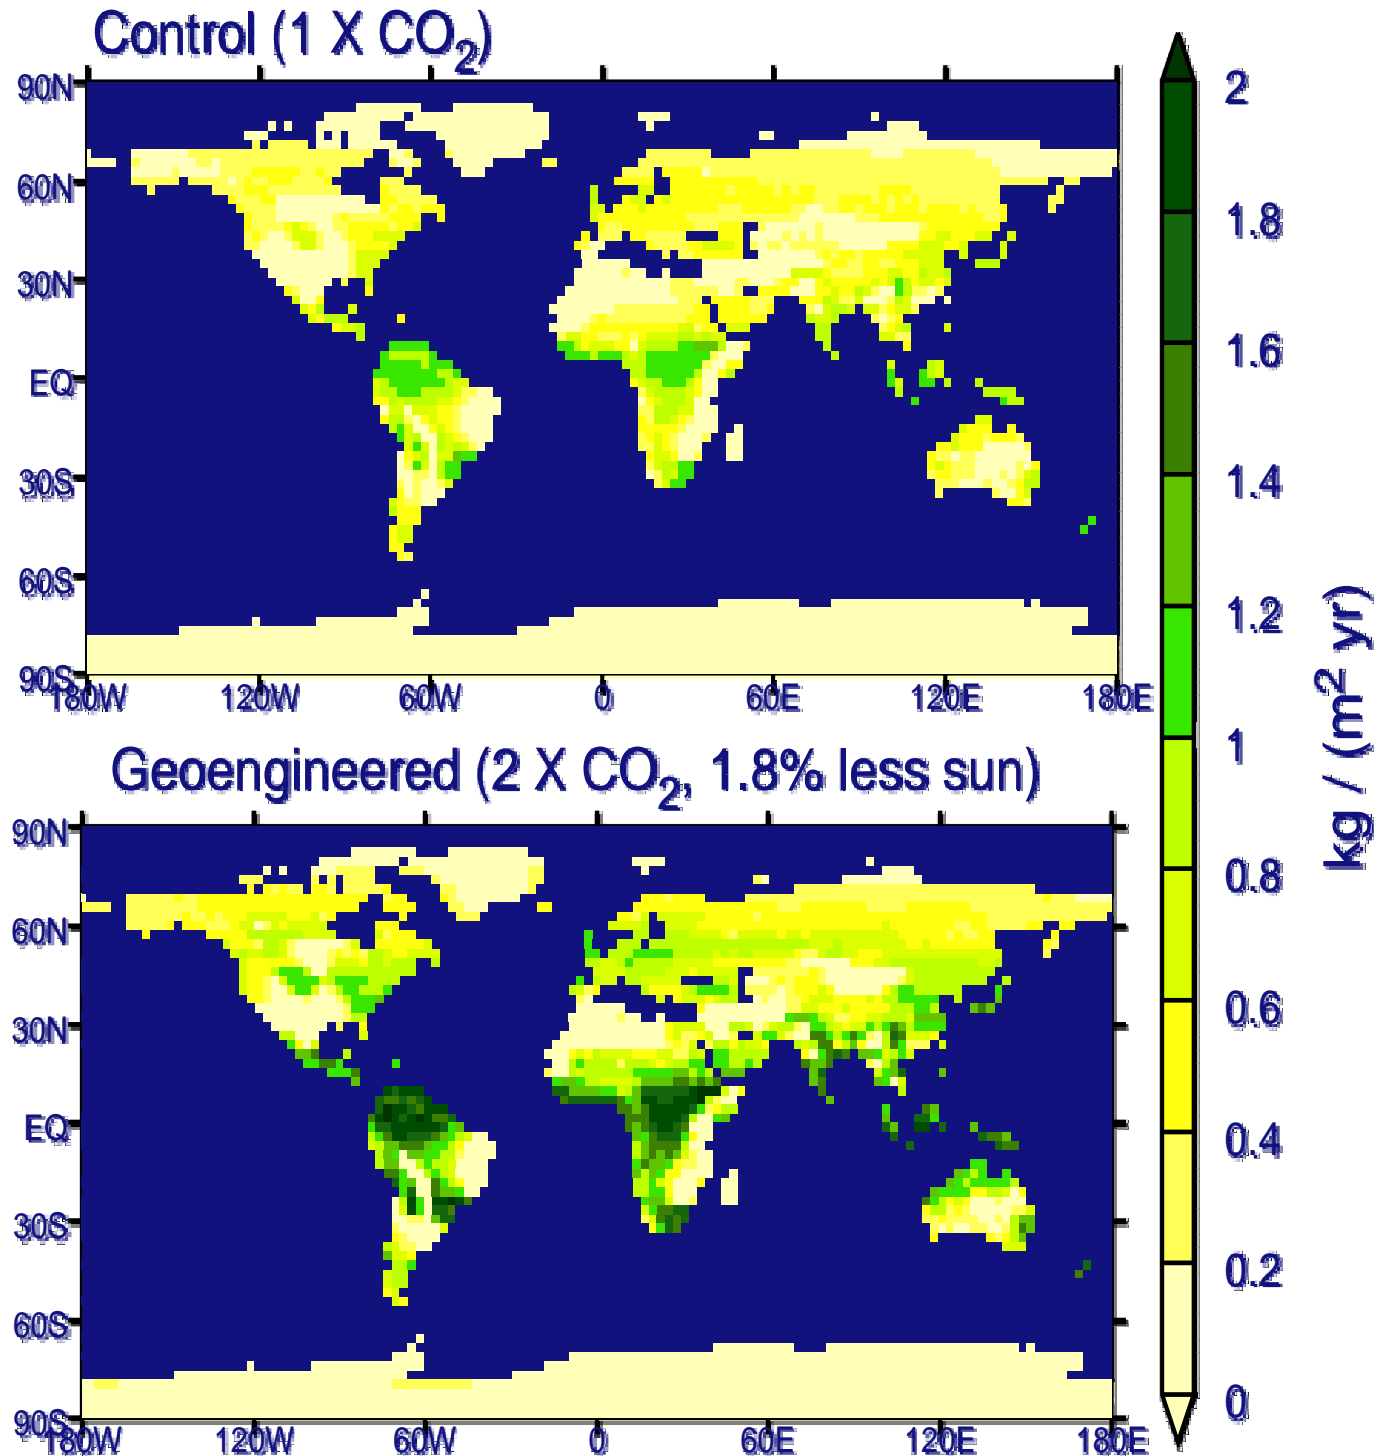 Control (1 X CO₂)
90N
60N
30N
EQ
30S
60S
90S
180W 120W 60W 0 60E 120E 180E
Geoengineered (2 X CO₂, 1.8% less sun)
90N
60N
30N
EQ
30S
60S
90S
180W 120W 60W 0 60E 120E 180E
2
1.8
1.6
1.4
1.2
1
0.8
0.6
0.4
0.2
0
kg / (m² yr)